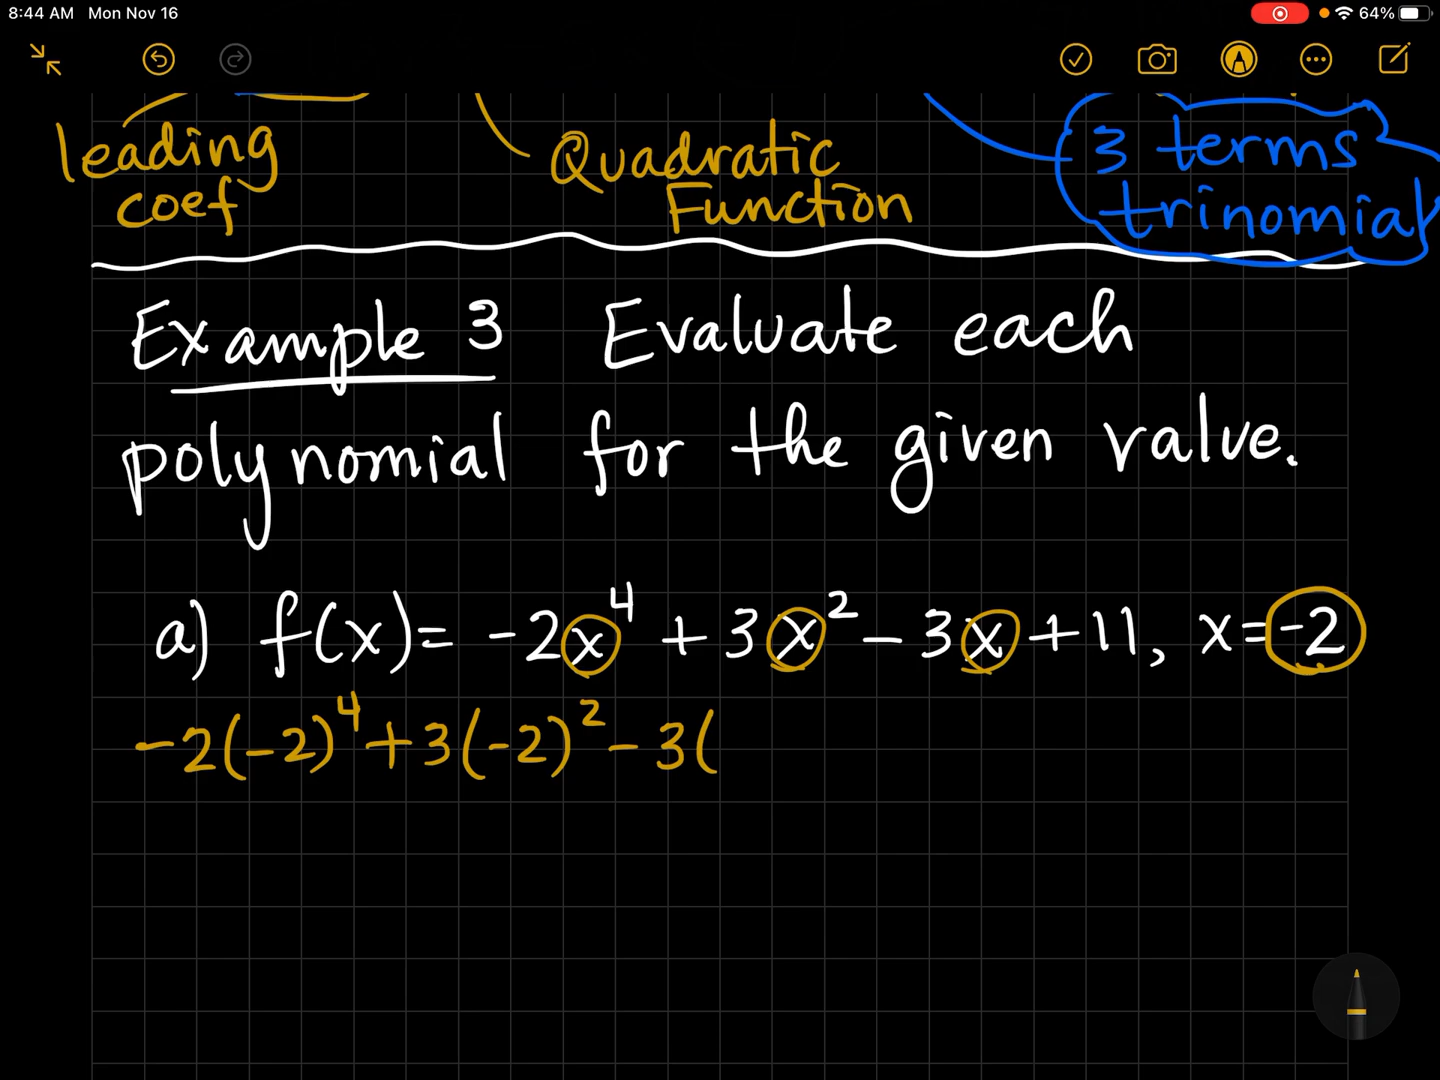 8:44 AM Mon Nov 16 64%
leading coef
Quadratic Function
3 terms trinomial
Example 3 Evaluate each
polynomial for the given value.
a) f(x)= -2x⁴ + 3x² - 3x + 11, x=-2
-2(-2)⁴+3(-2)²-3(